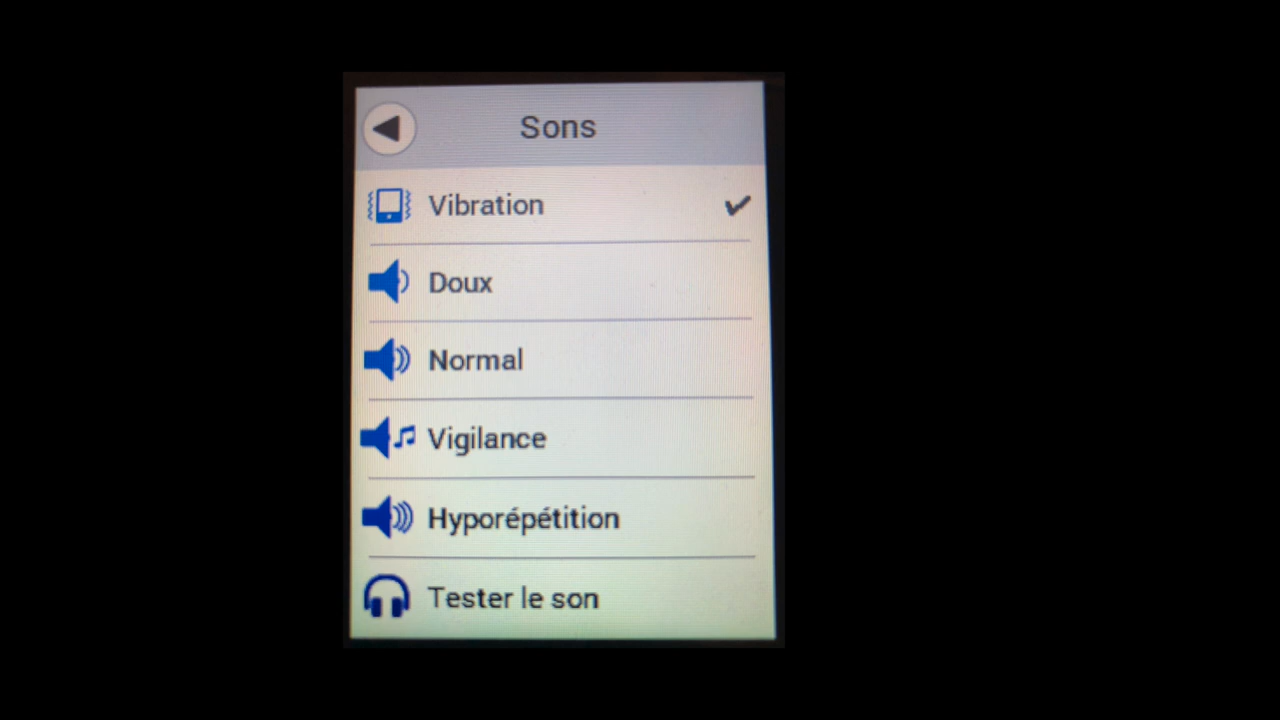 Sons
Vibration
Doux
Normal
Vigilance
Hyporépétition
Tester le son